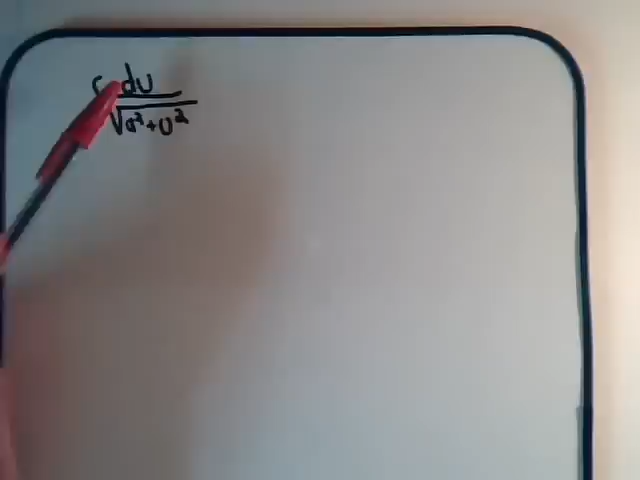 ∫ du
√a²+u²